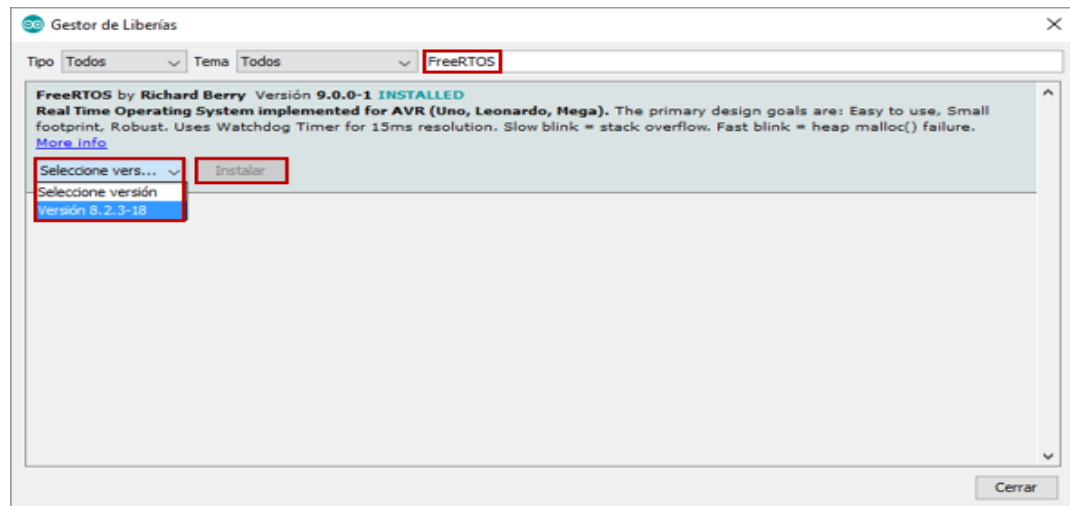 Gestor de Liberías
Tipo Todos Tema Todos FreeRTOS
FreeRTOS by Richard Berry Versión 9.0.0-1 INSTALLED
Real Time Operating System implemented for AVR (Uno, Leonardo, Mega). The primary design goals are: Easy to use, Small
footprint, Robust. Uses Watchdog Timer for 15ms resolution. Slow blink = stack overflow. Fast blink = heap malloc() failure.
More info
Seleccione vers... Instalar
Seleccione versión
Versión 8.2.3-18
Cerrar